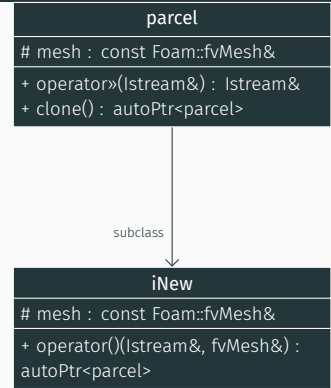 parcel
# mesh : const Foam::fvMesh&
+ operator»(Istream&) : Istream&
+ clone() : autoPtr<parcel>
subclass
iNew
# mesh : const Foam::fvMesh&
+ operator()(Istream&, fvMesh&) :
autoPtr<parcel>